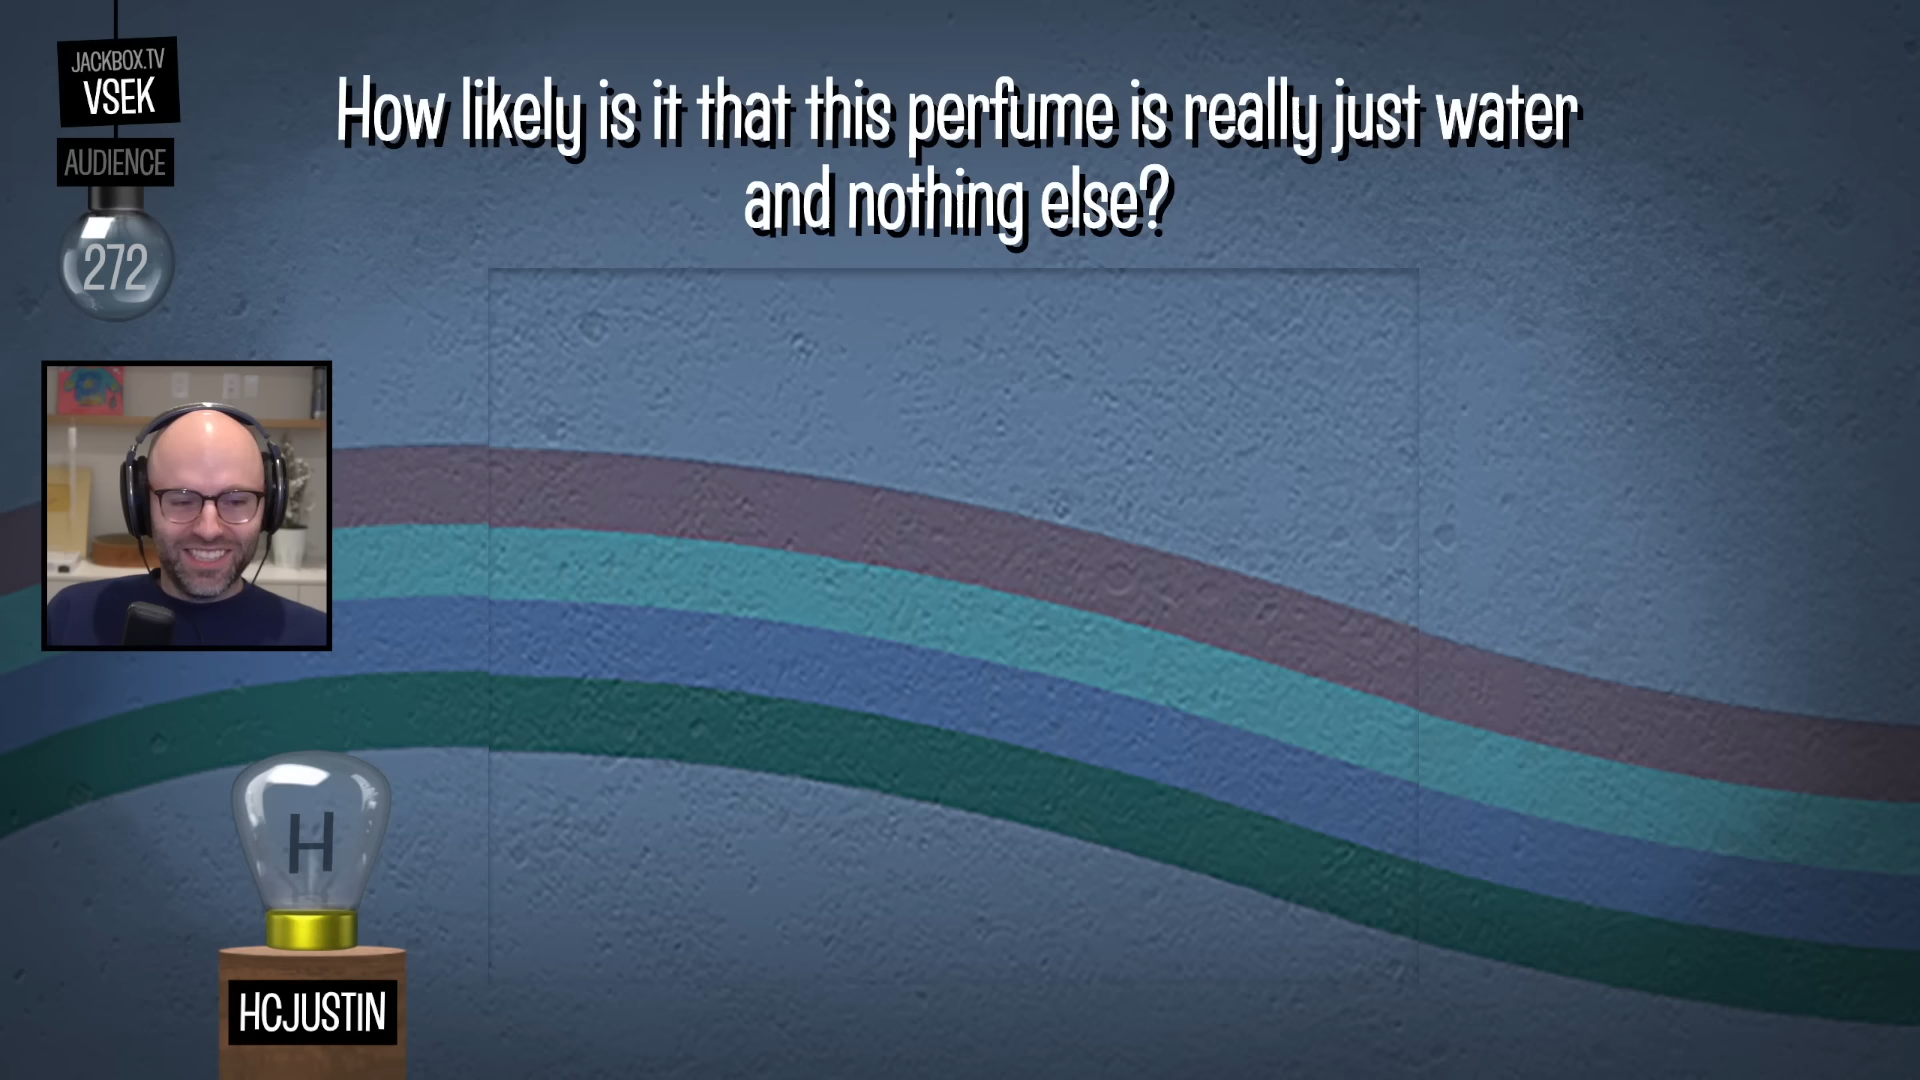 JACKBOX.TV
VSEK
AUDIENCE
272
How likely is it that this perfume is really just water
and nothing else?
H
HCJUSTIN